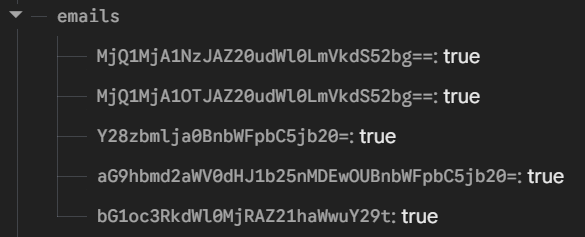 emails
MjQ1MjA1NzJAZ20udWl0LmVkdS52bg==: true
MjQ1MjA1OTJAZ20udWl0LmVkdS52bg==: true
Y28zbmlja0BnbWFpbC5jb20=: true
aG9hbmd2aWV0dHJ1b25nMDEwOUBnbWFpbC5jb20=: true
bG1oc3RkdWl0MjRAZ21haWwuY29t: true